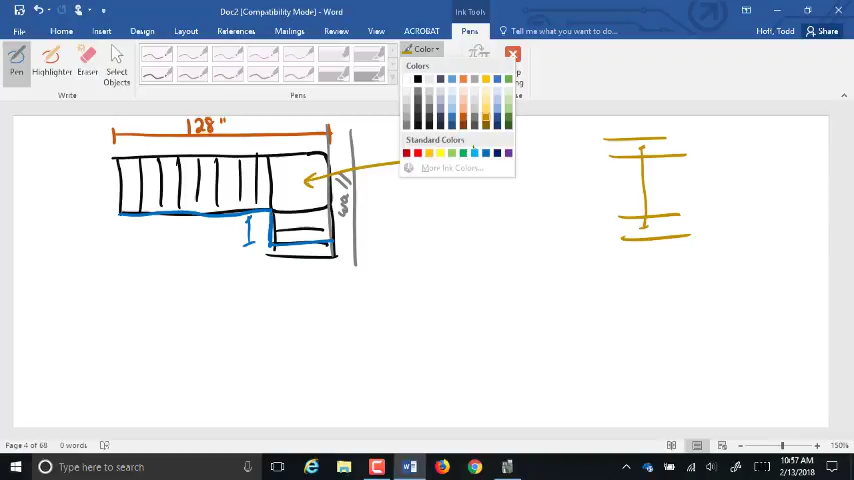 Doc2 [Compatibility Mode] - Word
Ink Tools
File
Home
Insert
Design
Layout
References
Mailings
Review
View
ACROBAT
Pens
Tell me what you want to do...
Hoff, Todd
Share
Pen
Highlighter
Eraser
Select
Objects
Write
Pens
Color
Colors
Standard Colors
More Ink Colors...
128"
wall
Page 4 of 68
0 words
150%
Type here to search
10:57 AM
2/13/2018